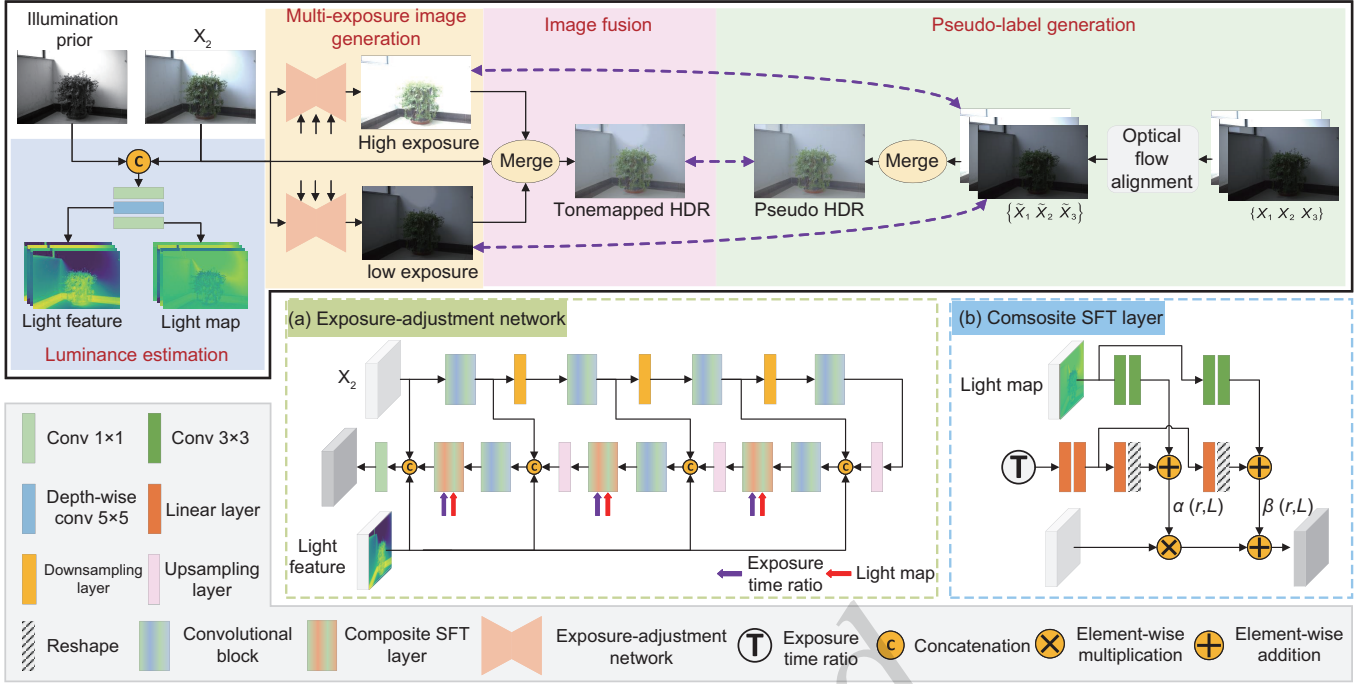 Illumination
prior
X2
Multi-exposure image
generation
Image fusion
Pseudo-label generation
C
High exposure
low exposure
Merge
Tonemapped HDR
Pseudo HDR
Merge
{X̃1 X̃2 X̃3}
Optical
flow
alignment
{X1 X2 X3}
Light feature
Light map
Luminance estimation
(a) Exposure-adjustment network
X2
C
C
C
C
Light
feature
Exposure
time ratio
Light map
(b) Comsosite SFT layer
Light map
T
α (r,L)
β (r,L)
Conv 1×1
Conv 3×3
Depth-wise
conv 5×5
Linear layer
Downsampling
layer
Upsampling
layer
Reshape
Convolutional
block
Composite SFT
layer
Exposure-adjustment
network
T
Exposure
time ratio
C
Concatenation
Element-wise
multiplication
Element-wise
addition